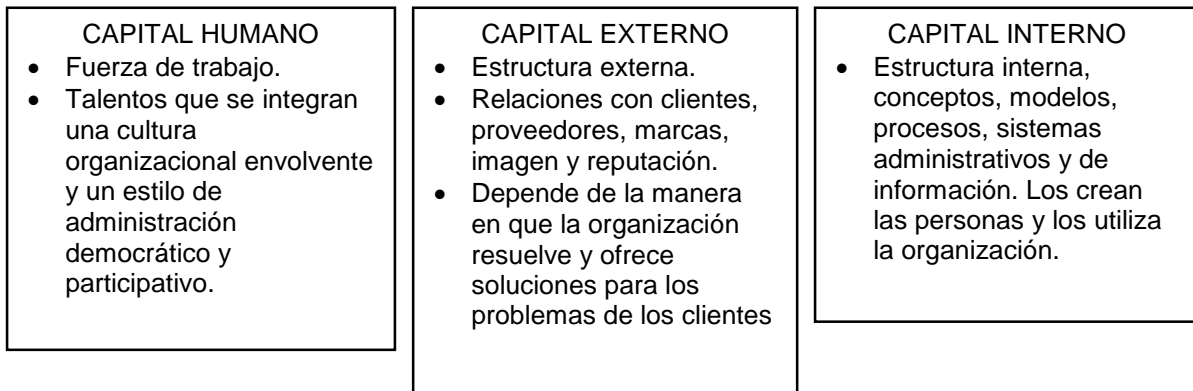 CAPITAL HUMANO
• Fuerza de trabajo.
• Talentos que se integran
una cultura
organizacional envolvente
y un estilo de
administración
democrático y
participativo.
CAPITAL EXTERNO
• Estructura externa.
• Relaciones con clientes,
proveedores, marcas,
imagen y reputación.
• Depende de la manera
en que la organización
resuelve y ofrece
soluciones para los
problemas de los clientes
CAPITAL INTERNO
• Estructura interna,
conceptos, modelos,
procesos, sistemas
administrativos y de
información. Los crean
las personas y los utiliza
la organización.